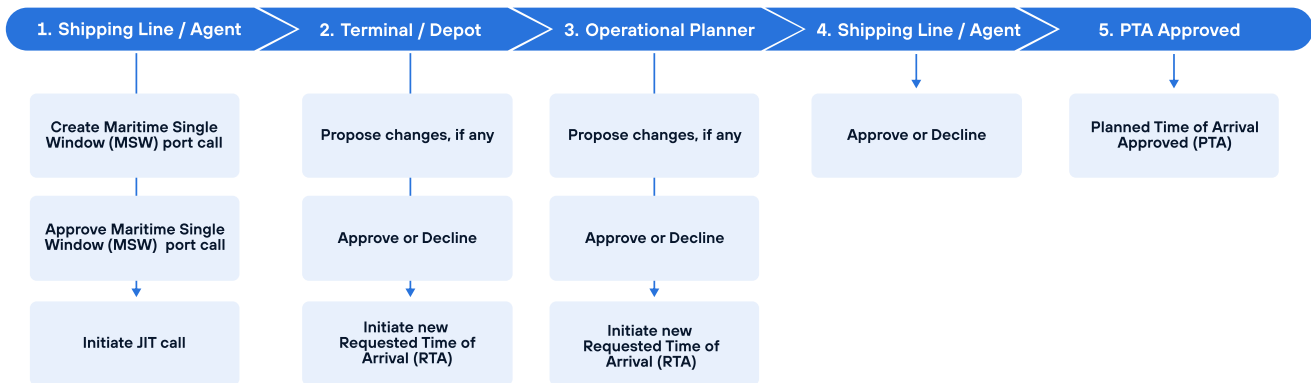 1. Shipping Line / Agent
2. Terminal / Depot
3. Operational Planner
4. Shipping Line / Agent
5. PTA Approved
Create Maritime Single
Window (MSW) port call
Approve Maritime Single
Window (MSW)  port call
Initiate JIT call
Propose changes, if any
Approve or Decline
Initiate new
Requested Time of
Arrival (RTA)
Propose changes, if any
Approve or Decline
Initiate new
Requested Time of
Arrival (RTA)
Approve or Decline
Planned Time of Arrival
Approved (PTA)